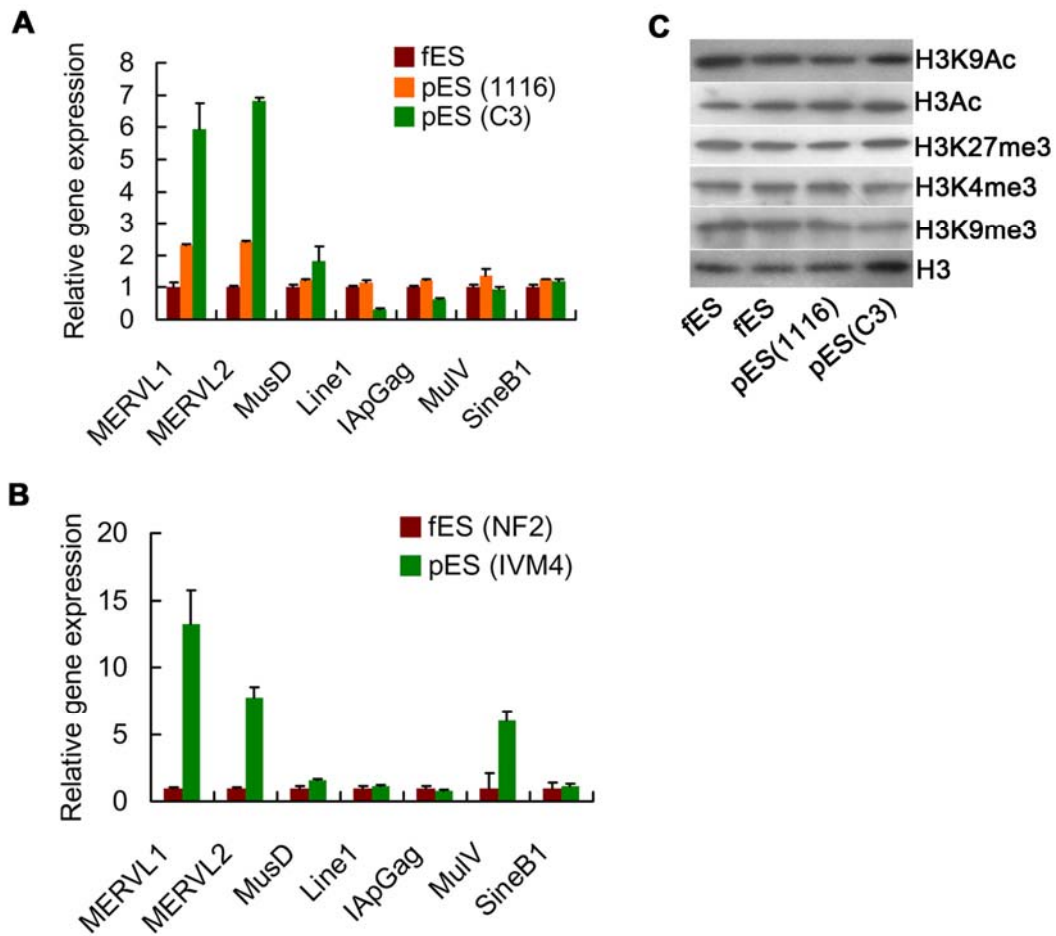 A
Relative gene expression
8
7
6
5
4
3
2
1
0
fES
pES (1116)
pES (C3)
MERVL1
MERVL2
MusD
Line1
IApGag
MulV
SineB1
C
H3K9Ac
H3Ac
H3K27me3
H3K4me3
H3K9me3
H3
fES
fES
pES(1116)
pES(C3)
B
Relative gene expression
20
15
10
5
0
fES (NF2)
pES (IVM4)
MERVL1
MERVL2
MusD
Line1
IApGag
MulV
SineB1